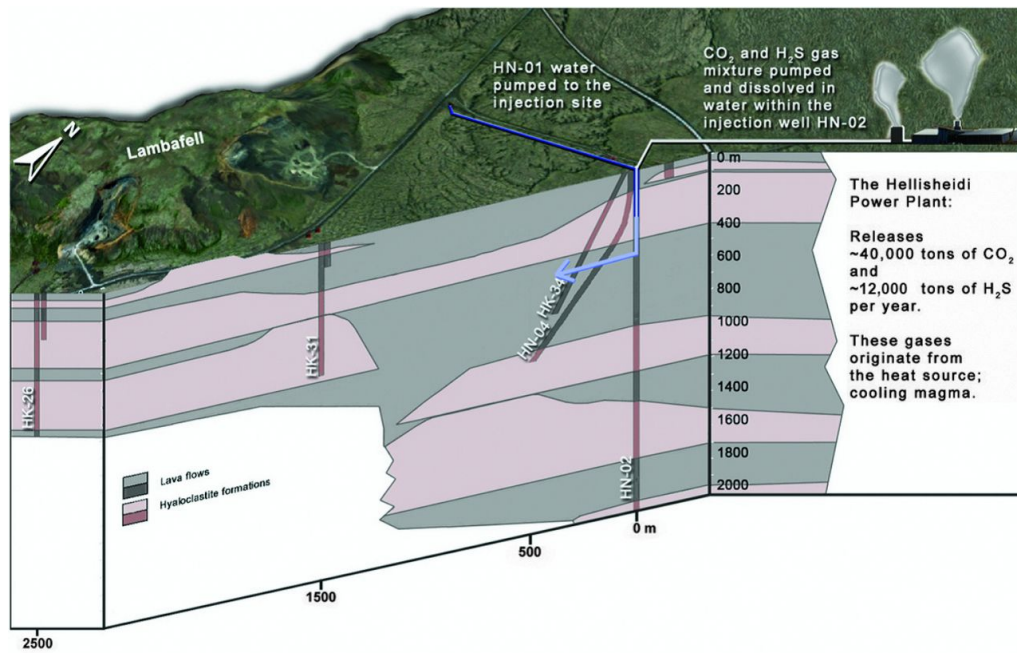 N
Lambafell
HN-01 water
pumped to the
injection site
CO₂ and H₂S gas
mixture pumped
and dissolved in
water within the
injection well HN-02
0 m
200
400
600
800
1000
1200
1400
1600
1800
2000
The Hellisheidi
Power Plant:
Releases
~40,000 tons of CO₂
and
~12,000 tons of H₂S
per year.
These gases
originate from
the heat source;
cooling magma.
HK-34
HN-04
HK-31
HK-26
HN-02
Lava flows
Hyaloclastite formations
0 m
500
1500
2500